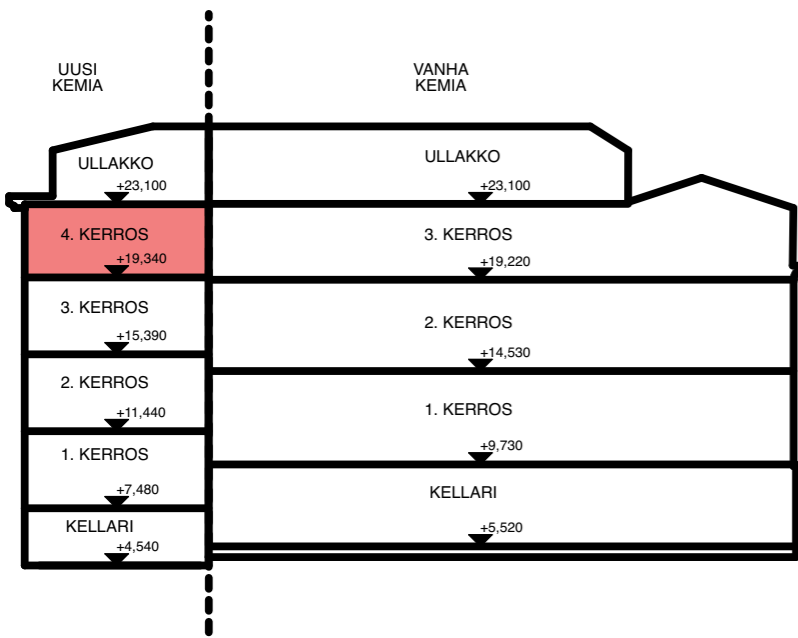 UUSI
KEMIA
VANHA
KEMIA
ULLAKKO
+23,100
ULLAKKO
+23,100
4. KERROS
+19,340
3. KERROS
+19,220
3. KERROS
+15,390
2. KERROS
+14,530
2. KERROS
+11,440
1. KERROS
+9,730
1. KERROS
+7,480
KELLARI
+5,520
KELLARI
+4,540